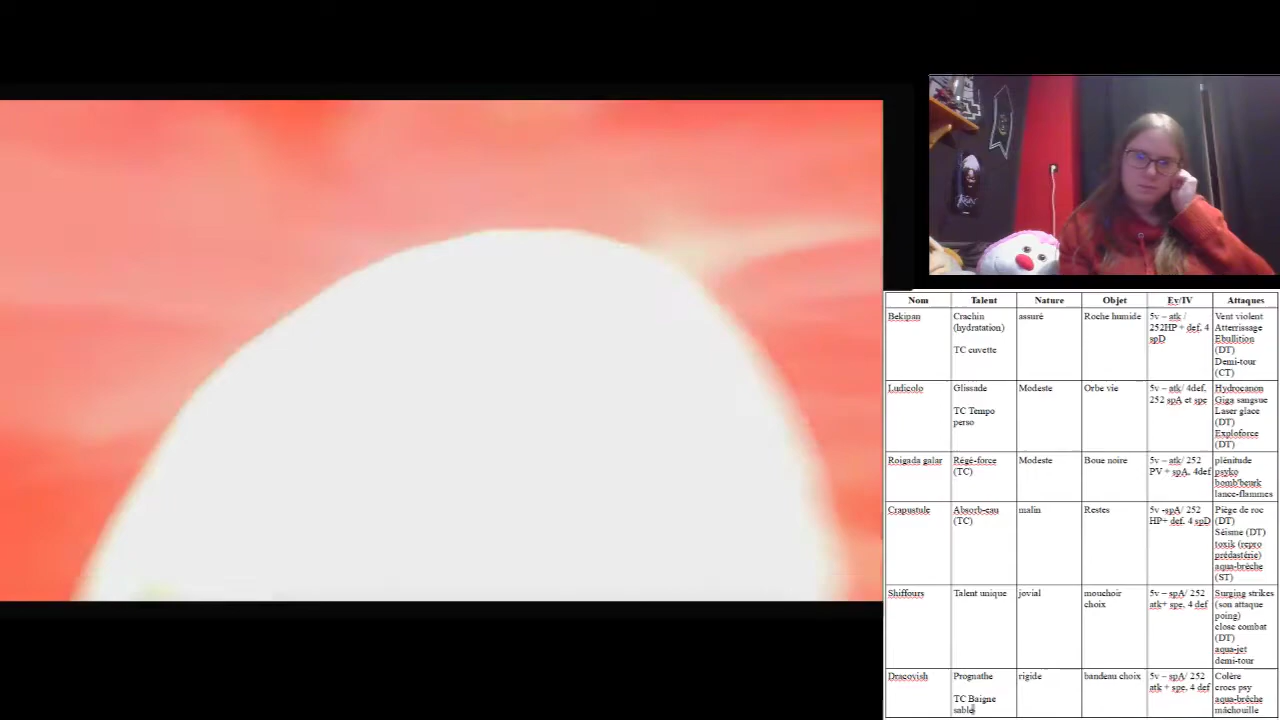 Nom Talent Nature Objet Ev/IV Attaques
Bekipan
Crachin
(hydratation)
TC cuvette
assuré
Roche humide
5v – atk /
252HP + def. 4
spD
Vent violent
Atterrissage
Ebullition
(DT)
Demi-tour
(CT)
Ludicolo
Glissade
TC Tempo
perso
Modeste
Orbe vie
5v – atk/ 4def.
252 spA et spe
Hydrocanon
Giga sangsue
Laser glace
(DT)
Exploforce
(DT)
Roigada galar
Régé-force
(TC)
Modeste
Boue noire
5v – atk/ 252
PV + spA. 4def
plénitude
psyko
bomb'beurk
lance-flammes
Crapustule
Absorb-eau
(TC)
malin
Restes
5v -spA/ 252
HP+ def. 4 spD
Piège de roc
(DT)
Séisme (DT)
toxik (repro
prédastérie)
aqua-brèche
(ST)
Shiffours
Talent unique
jovial
mouchoir
choix
5v – spA/ 252
atk+ spe. 4 def
Surging strikes
(son attaque
poing)
close combat
(DT)
aqua-jet
demi-tour
Dracovish
Prognathe
TC Baigne
sable
rigide
bandeau choix
5v – spA/ 252
atk + spe. 4 def
Colère
crocs psy
aqua-brèche
mâchouille